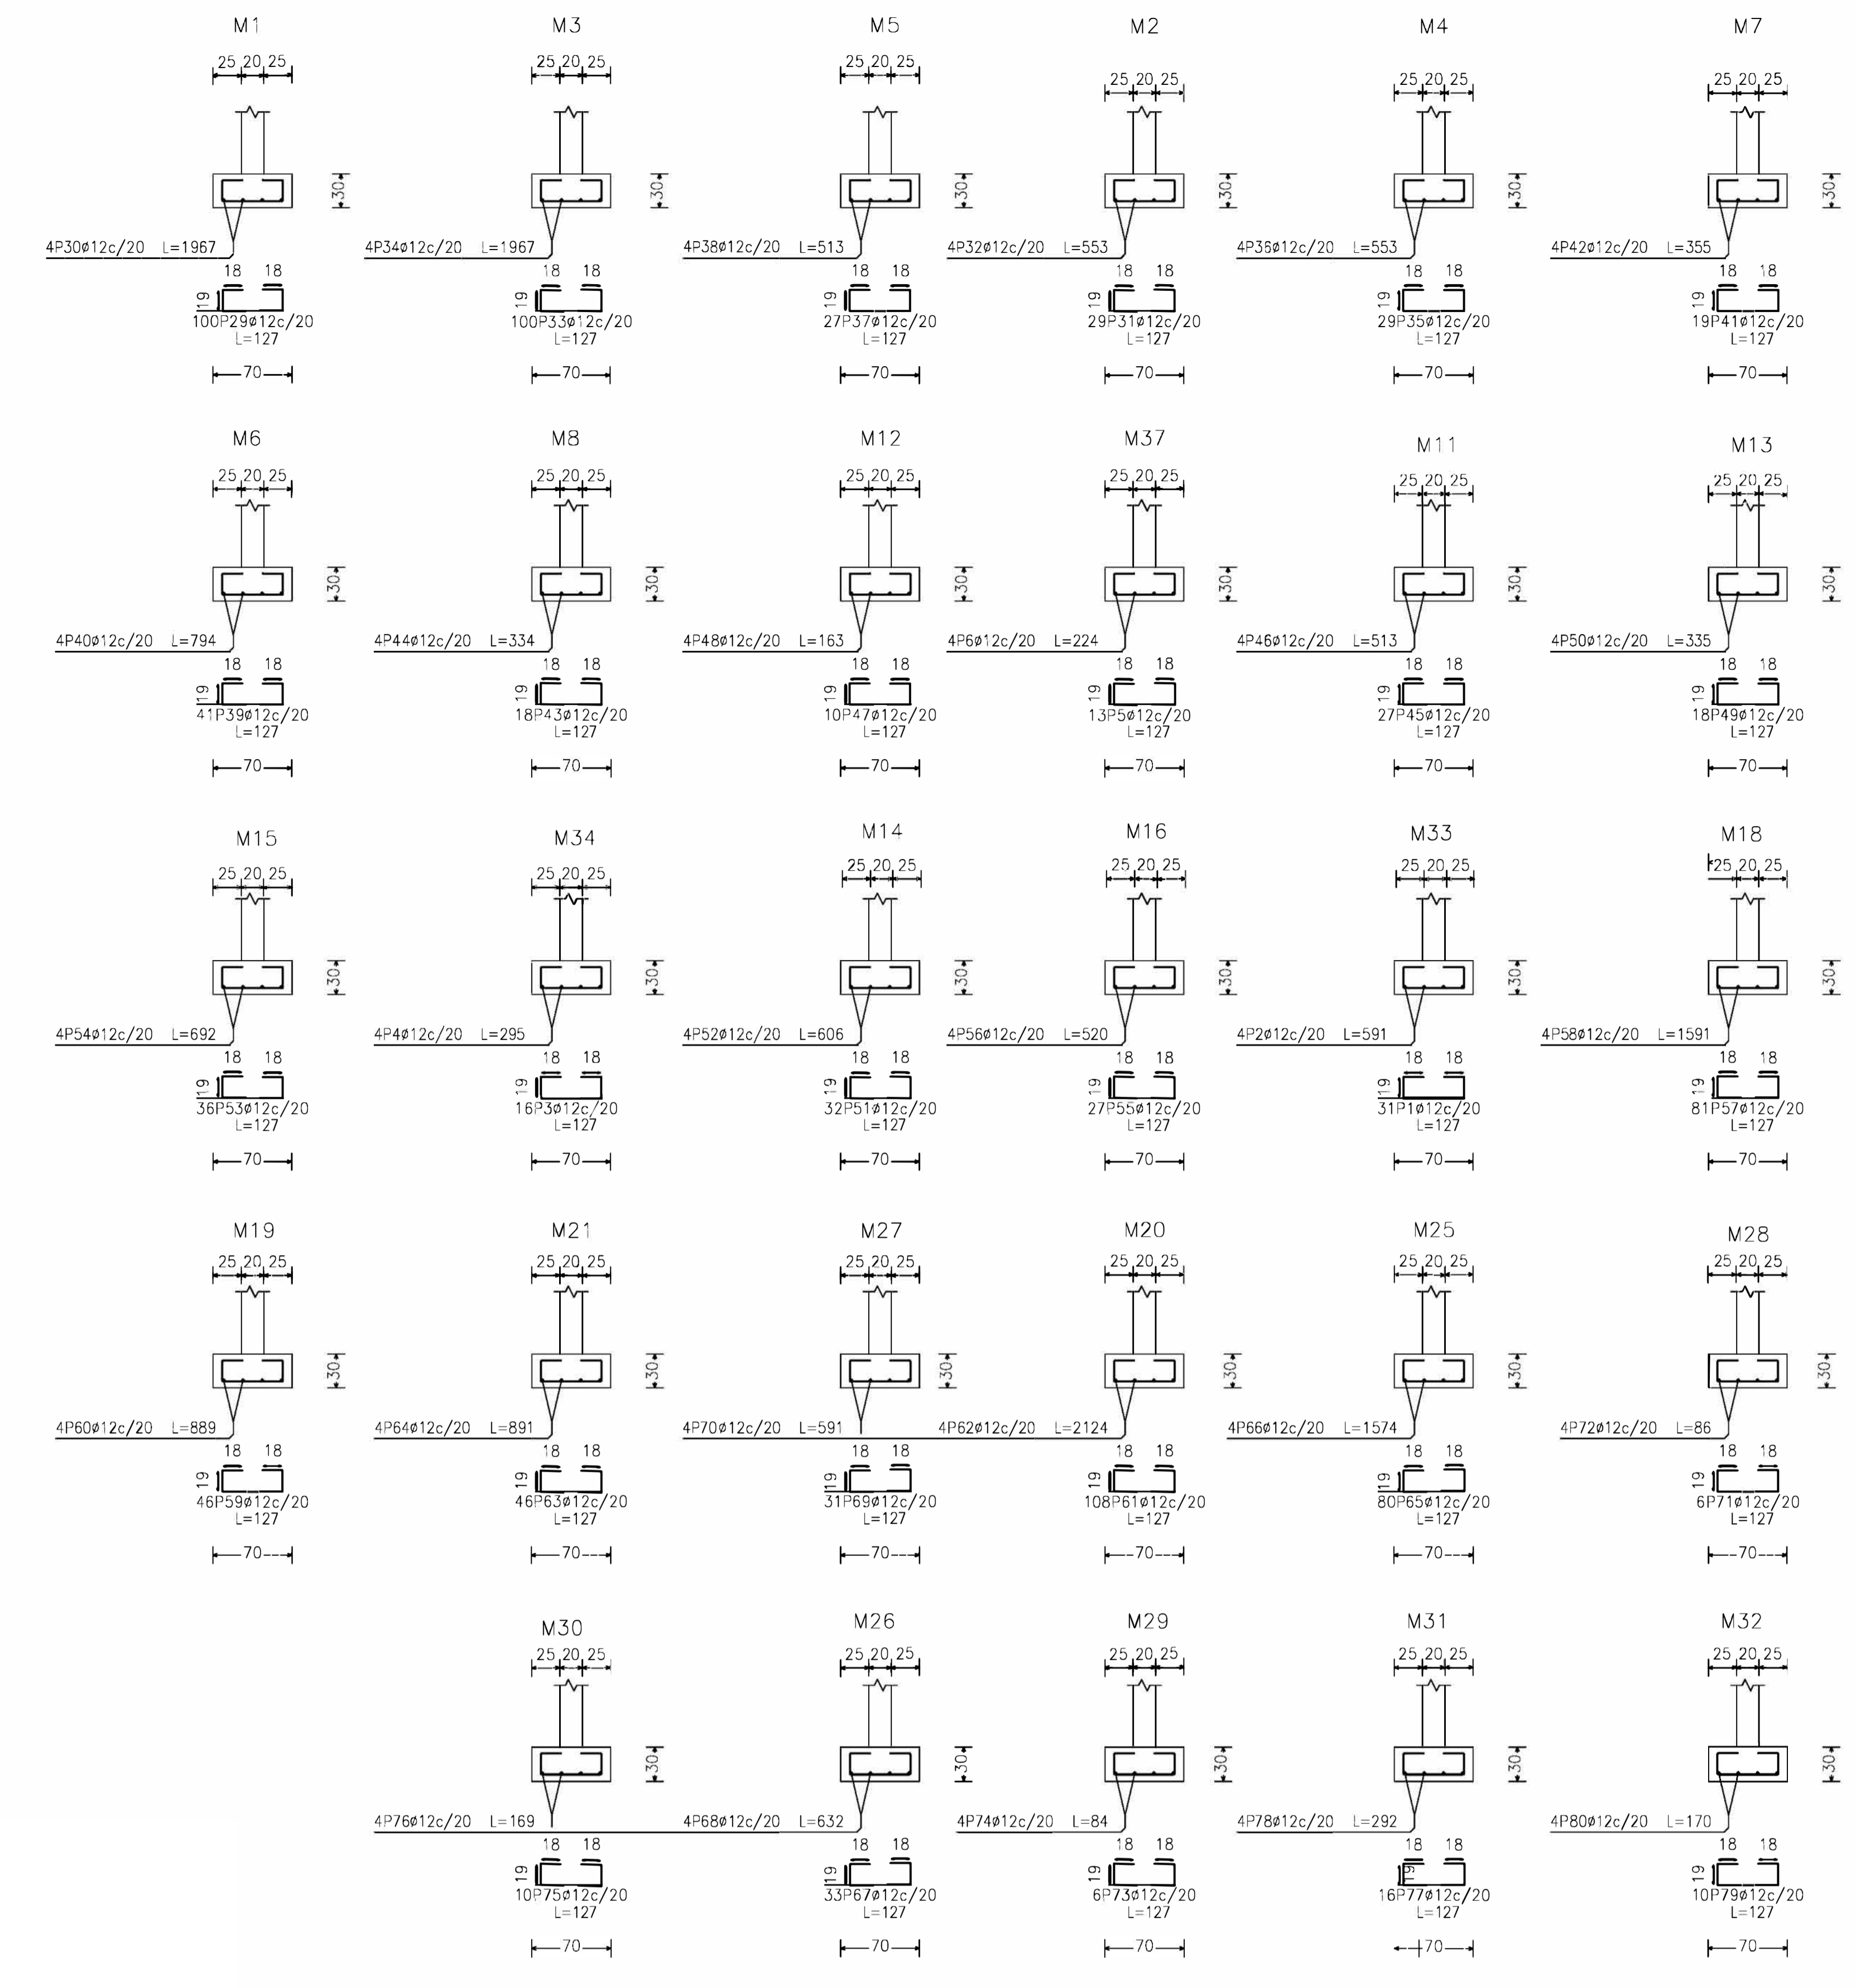 M1 M3 M5 M2 M4 M7
25 20 25 25 20 25 25 20 25 25 20 25 25 20 25 25 20 25
30 30 30 30 30 30
4P30ø12c/20 L=1967 4P34ø12c/20 L=1967 4P38ø12c/20 L=513 4P32ø12c/20 L=553 4P36ø12c/20 L=553 4P42ø12c/20 L=355
18 18 18 18 18 18 18 18 18 18 18 18
19 19 19 19 19 19
100P29ø12c/20 100P33ø12c/20 27P37ø12c/20 29P31ø12c/20 29P35ø12c/20 19P41ø12c/20
L=127 L=127 L=127 L=127 L=127 L=127
70 70 70 70 70 70
M6 M8 M12 M37 M11 M13
25 20 25 25 20 25 25 20 25 25 20 25 25 20 25 25 20 25
30 30 30 30 30 30
4P40ø12c/20 L=794 4P44ø12c/20 L=334 4P48ø12c/20 L=163 4P6ø12c/20 L=224 4P46ø12c/20 L=513 4P50ø12c/20 L=335
18 18 18 18 18 18 18 18 18 18 18 18
19 19 19 19 19 19
41P39ø12c/20 18P43ø12c/20 10P47ø12c/20 13P5ø12c/20 27P45ø12c/20 18P49ø12c/20
L=127 L=127 L=127 L=127 L=127 L=127
70 70 70 70 70 70
M15 M34 M14 M16 M33 M18
25 20 25 25 20 25 25 20 25 25 20 25 25 20 25 25 20 25
30 30 30 30 30 30
4P54ø12c/20 L=692 4P4ø12c/20 L=295 4P52ø12c/20 L=606 4P56ø12c/20 L=520 4P2ø12c/20 L=591 4P58ø12c/20 L=1591
18 18 18 18 18 18 18 18 18 18 18 18
19 19 19 19 19 19
36P53ø12c/20 16P3ø12c/20 32P51ø12c/20 27P55ø12c/20 31P1ø12c/20 81P57ø12c/20
L=127 L=127 L=127 L=127 L=127 L=127
70 70 70 70 70 70
M19 M21 M27 M20 M25 M28
25 20 25 25 20 25 25 20 25 25 20 25 25 20 25 25 20 25
30 30 30 30 30 30
4P60ø12c/20 L=889 4P64ø12c/20 L=891 4P70ø12c/20 L=591 4P62ø12c/20 L=2124 4P66ø12c/20 L=1574 4P72ø12c/20 L=86
18 18 18 18 18 18 18 18 18 18 18 18
19 19 19 19 19 19
46P59ø12c/20 46P63ø12c/20 31P69ø12c/20 108P61ø12c/20 80P65ø12c/20 6P71ø12c/20
L=127 L=127 L=127 L=127 L=127 L=127
70 70 70 70 70 70
M30 M26 M29 M31 M32
25 20 25 25 20 25 25 20 25 25 20 25 25 20 25
30 30 30 30 30
4P76ø12c/20 L=169 4P68ø12c/20 L=632 4P74ø12c/20 L=84 4P78ø12c/20 L=292 4P80ø12c/20 L=170
18 18 18 18 18 18 18 18 18 18
19 19 19 19 19
10P75ø12c/20 33P67ø12c/20 6P73ø12c/20 16P77ø12c/20 10P79ø12c/20
L=127 L=127 L=127 L=127 L=127
70 70 70 70 70